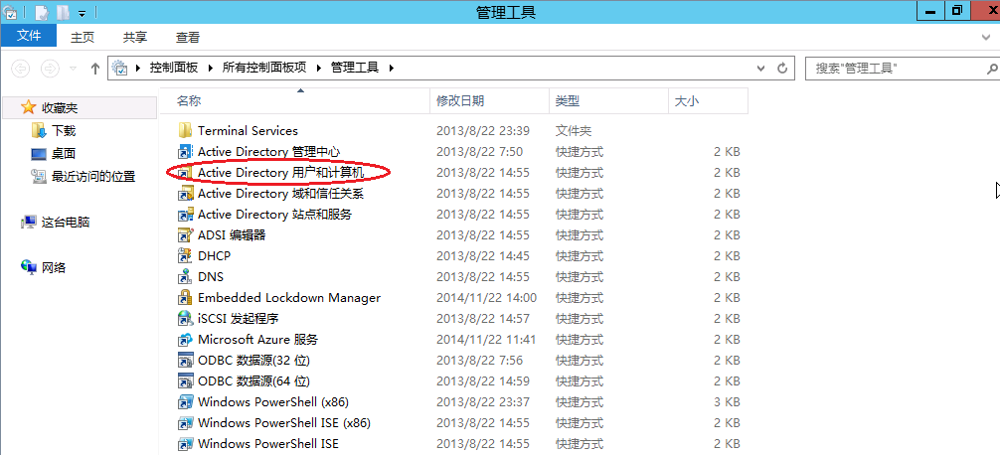 管理工具
文件 主页 共享 查看
控制面板 所有控制面板项 管理工具 搜索"管理工具"
收藏夹
下载
桌面
最近访问的位置
这台电脑
网络
名称 修改日期 类型 大小
Terminal Services 2013/8/22 23:39 文件夹
Active Directory 管理中心 2013/8/22 7:50 快捷方式 2 KB
Active Directory 用户和计算机 2013/8/22 14:55 快捷方式 2 KB
Active Directory 域和信任关系 2013/8/22 14:55 快捷方式 2 KB
Active Directory 站点和服务 2013/8/22 14:55 快捷方式 2 KB
ADSI 编辑器 2013/8/22 14:55 快捷方式 2 KB
DHCP 2013/8/22 14:45 快捷方式 2 KB
DNS 2013/8/22 14:55 快捷方式 2 KB
Embedded Lockdown Manager 2014/11/22 14:00 快捷方式 2 KB
iSCSI 发起程序 2013/8/22 14:57 快捷方式 2 KB
Microsoft Azure 服务 2014/11/22 11:41 快捷方式 2 KB
ODBC 数据源(32 位) 2013/8/22 7:56 快捷方式 2 KB
ODBC 数据源(64 位) 2013/8/22 14:59 快捷方式 2 KB
Windows PowerShell (x86) 2013/8/22 23:37 快捷方式 3 KB
Windows PowerShell ISE (x86) 2013/8/22 14:55 快捷方式 2 KB
Windows PowerShell ISE 2013/8/22 14:55 快捷方式 2 KB